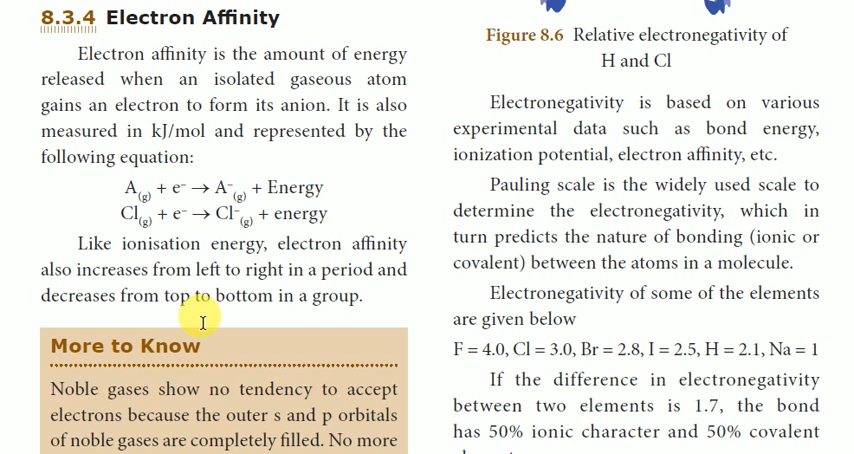 8.3.4 Electron Affinity
Electron affinity is the amount of energy
released when an isolated gaseous atom
gains an electron to form its anion. It is also
measured in kJ/mol and represented by the
following equation:
A(g) + e⁻ → A⁻(g) + Energy
Cl(g) + e⁻ → Cl⁻(g) + energy
Like ionisation energy, electron affinity
also increases from left to right in a period and
decreases from top to bottom in a group.
More to Know
Noble gases show no tendency to accept
electrons because the outer s and p orbitals
of noble gases are completely filled. No more
Figure 8.6 Relative electronegativity of
H and Cl
Electronegativity is based on various
experimental data such as bond energy,
ionization potential, electron affinity, etc.
Pauling scale is the widely used scale to
determine the electronegativity, which in
turn predicts the nature of bonding (ionic or
covalent) between the atoms in a molecule.
Electronegativity of some of the elements
are given below
F = 4.0, Cl = 3.0, Br = 2.8, I = 2.5, H = 2.1, Na = 1
If the difference in electronegativity
between two elements is 1.7, the bond
has 50% ionic character and 50% covalent